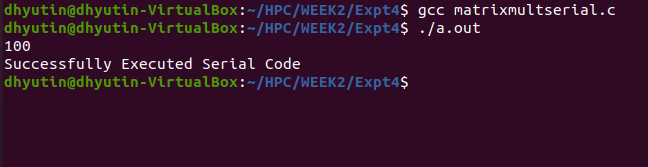 dhyutin@dhyutin-VirtualBox:~/HPC/WEEK2/Expt4$ gcc matrixmultserial.c
dhyutin@dhyutin-VirtualBox:~/HPC/WEEK2/Expt4$ ./a.out
100
Successfully Executed Serial Code
dhyutin@dhyutin-VirtualBox:~/HPC/WEEK2/Expt4$